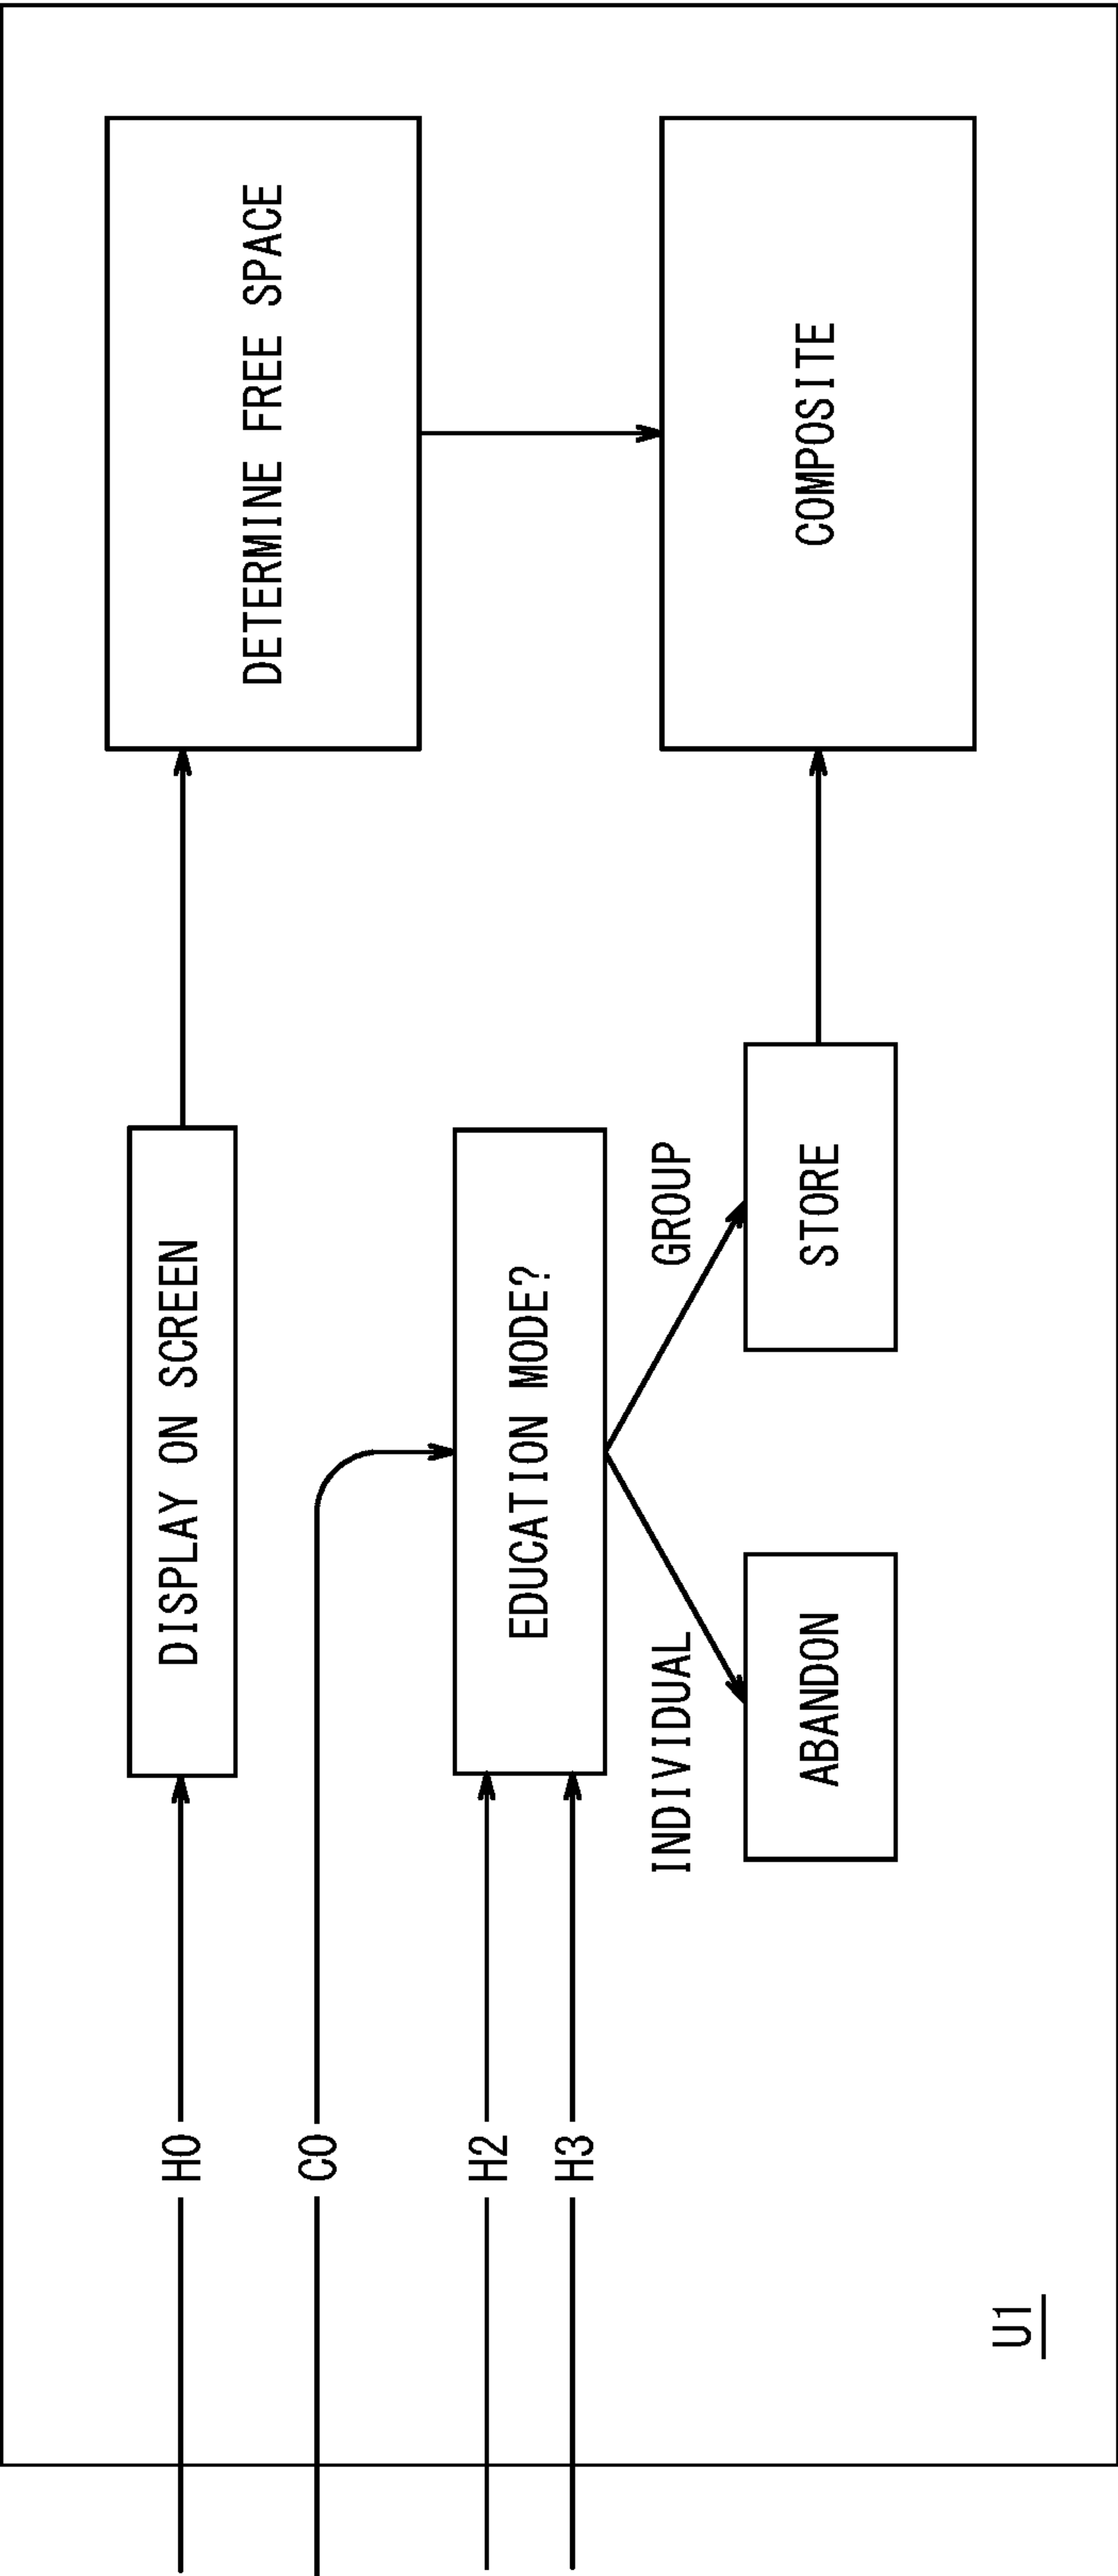 H0
DISPLAY ON SCREEN
DETERMINE FREE SPACE
C0
H2
EDUCATION MODE?
H3
INDIVIDUAL
GROUP
ABANDON
STORE
COMPOSITE
U1